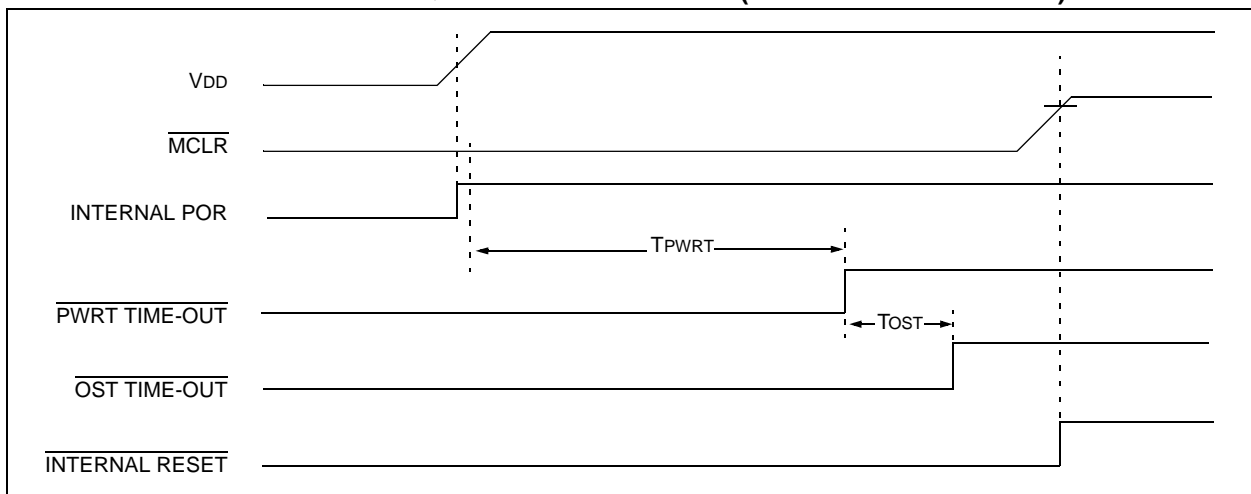 VDD
MCLR
INTERNAL POR
TPWRT
PWRT TIME-OUT
TOST
OST TIME-OUT
INTERNAL RESET